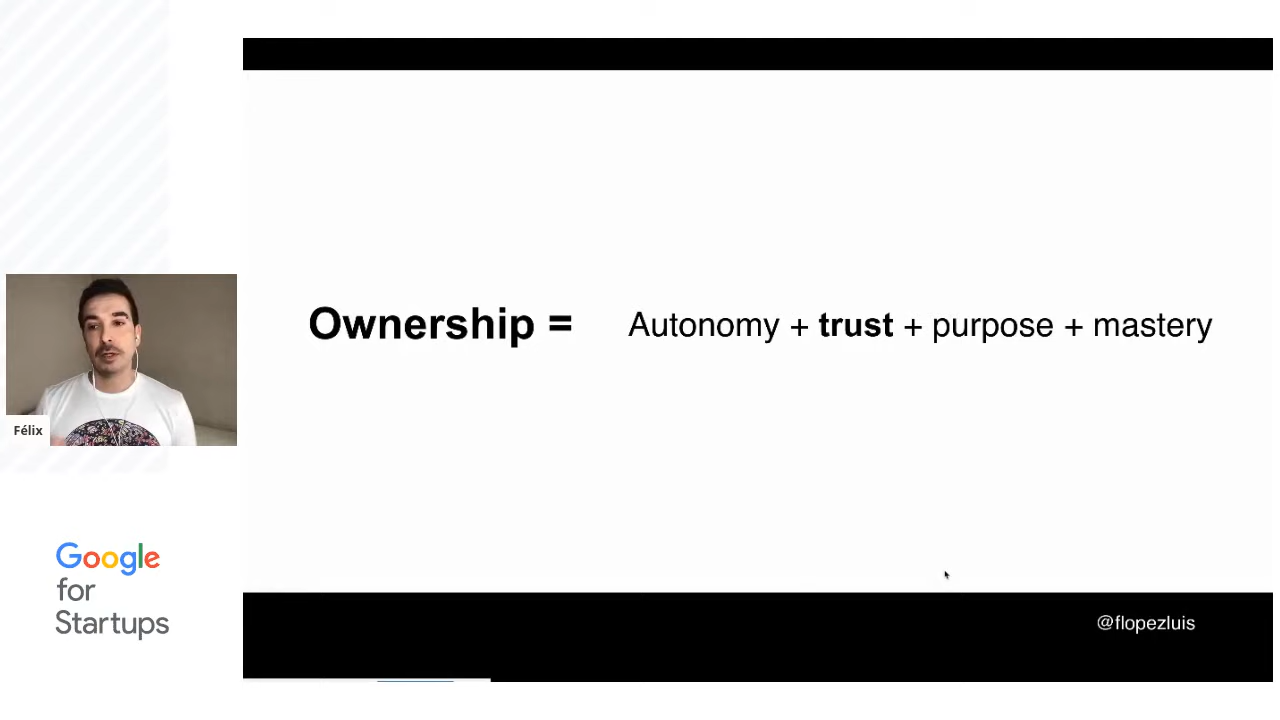 Ownership = Autonomy + trust + purpose + mastery
Félix
Google
for
Startups
@flopezluis